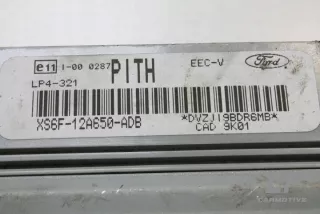 e11 1-00 0287 PITH EEC-V Ford
LP4-321
XS6F-12A650-ADB *DVZJ19BDR6MB*
CAD 9K01